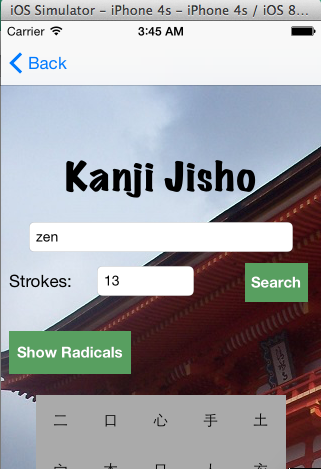 iOS Simulator – iPhone 4s – iPhone 4s / iOS 8...
Carrier 3:45 AM
Back
Kanji Jisho
zen
Strokes: 13 Search
Show Radicals
二 口 心 手 土